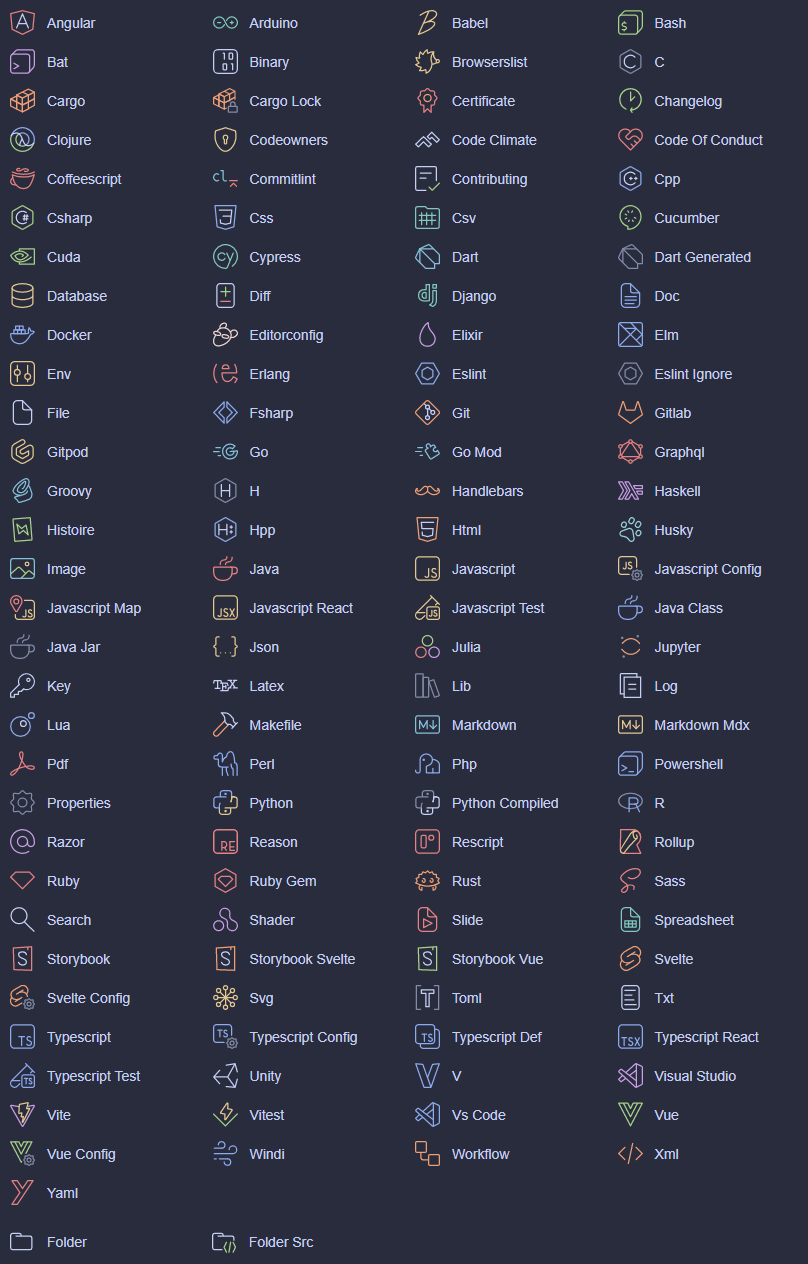 Angular Arduino Babel Bash
Bat Binary Browserslist C
Cargo Cargo Lock Certificate Changelog
Clojure Codeowners Code Climate Code Of Conduct
Coffeescript Commitlint Contributing Cpp
Csharp Css Csv Cucumber
Cuda Cypress Dart Dart Generated
Database Diff Django Doc
Docker Editorconfig Elixir Elm
Env Erlang Eslint Eslint Ignore
File Fsharp Git Gitlab
Gitpod Go Go Mod Graphql
Groovy H Handlebars Haskell
Histoire Hpp Html Husky
Image Java Javascript Javascript Config
Javascript Map Javascript React Javascript Test Java Class
Java Jar Json Julia Jupyter
Key Latex Lib Log
Lua Makefile Markdown Markdown Mdx
Pdf Perl Php Powershell
Properties Python Python Compiled R
Razor Reason Rescript Rollup
Ruby Ruby Gem Rust Sass
Search Shader Slide Spreadsheet
Storybook Storybook Svelte Storybook Vue Svelte
Svelte Config Svg Toml Txt
Typescript Typescript Config Typescript Def Typescript React
Typescript Test Unity V Visual Studio
Vite Vitest Vs Code Vue
Vue Config Windi Workflow Xml
Yaml
Folder Folder Src